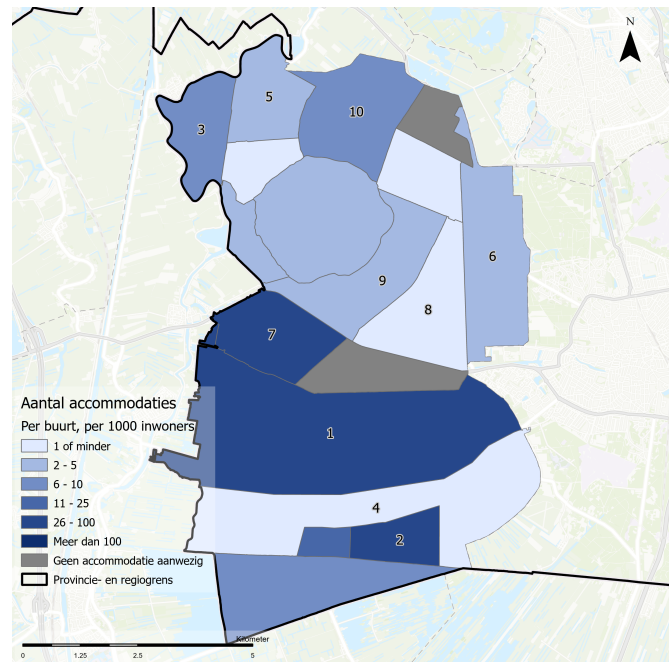 N
5
10
3
6
9
8
7
1
4
2
Aantal accommodaties
Per buurt, per 1000 inwoners
1 of minder
2 - 5
6 - 10
11 - 25
26 - 100
Meer dan 100
Geen accommodatie aanwezig
Provincie- en regiogrens
Kilometer
0 1.25 2.5 5